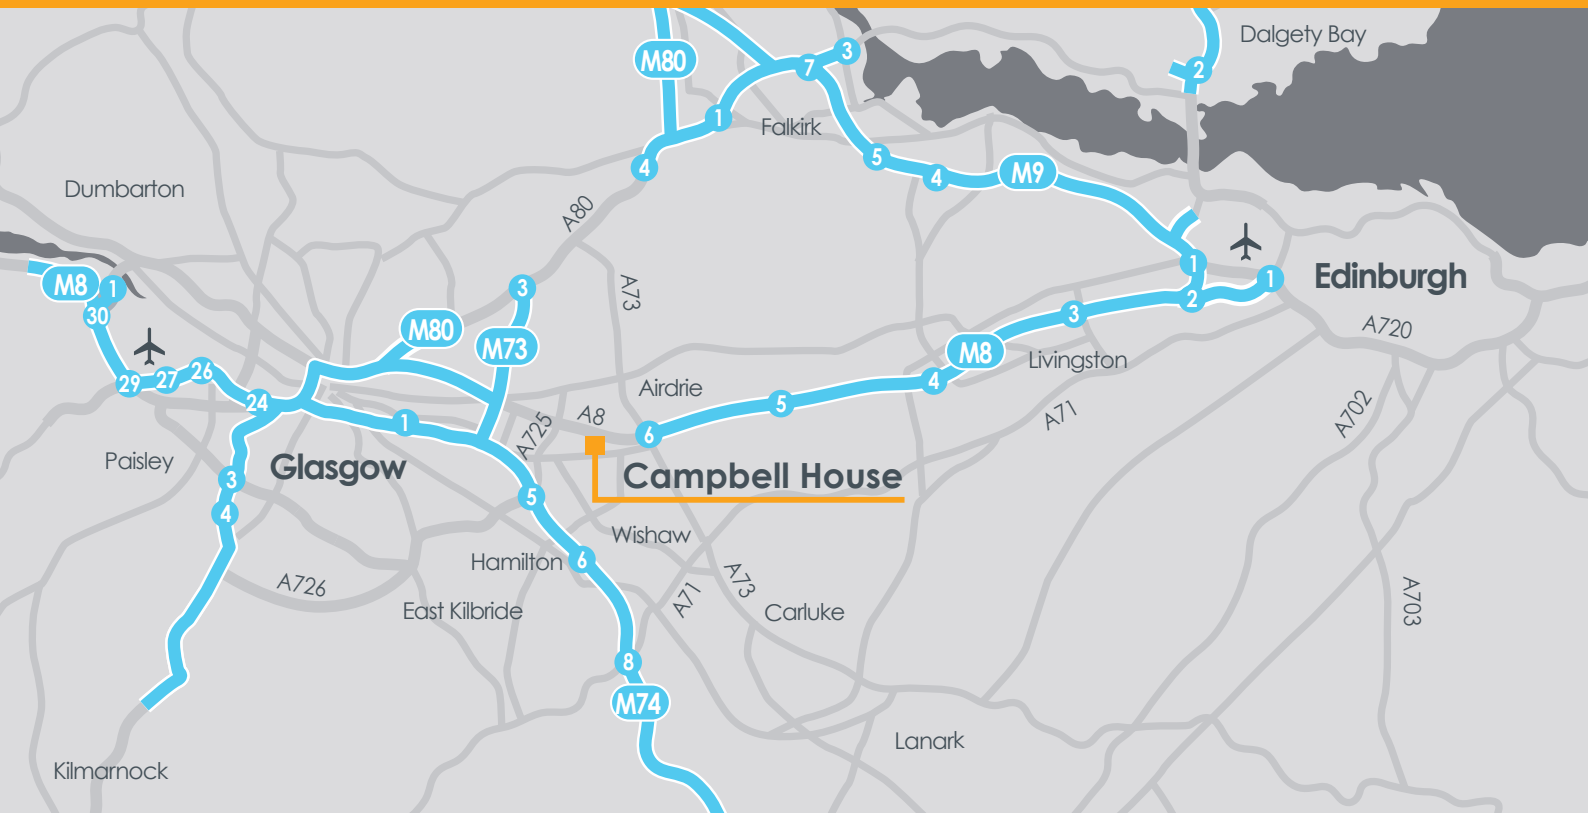 Dalgety Bay
2
3
M80
7
1
Falkirk
4
5
4
M9
Dumbarton
A80
M8
1
30
3
A73
1
2
1
Edinburgh
A720
M80
M73
3
M8
Livingston
29
27
26
24
1
Airdrie
4
5
A8
A725
6
A71
A702
Paisley
Glasgow
3
4
Campbell House
5
Wishaw
Hamilton
6
A726
East Kilbride
A71
A73
Carluke
A703
8
M74
Lanark
Kilmarnock